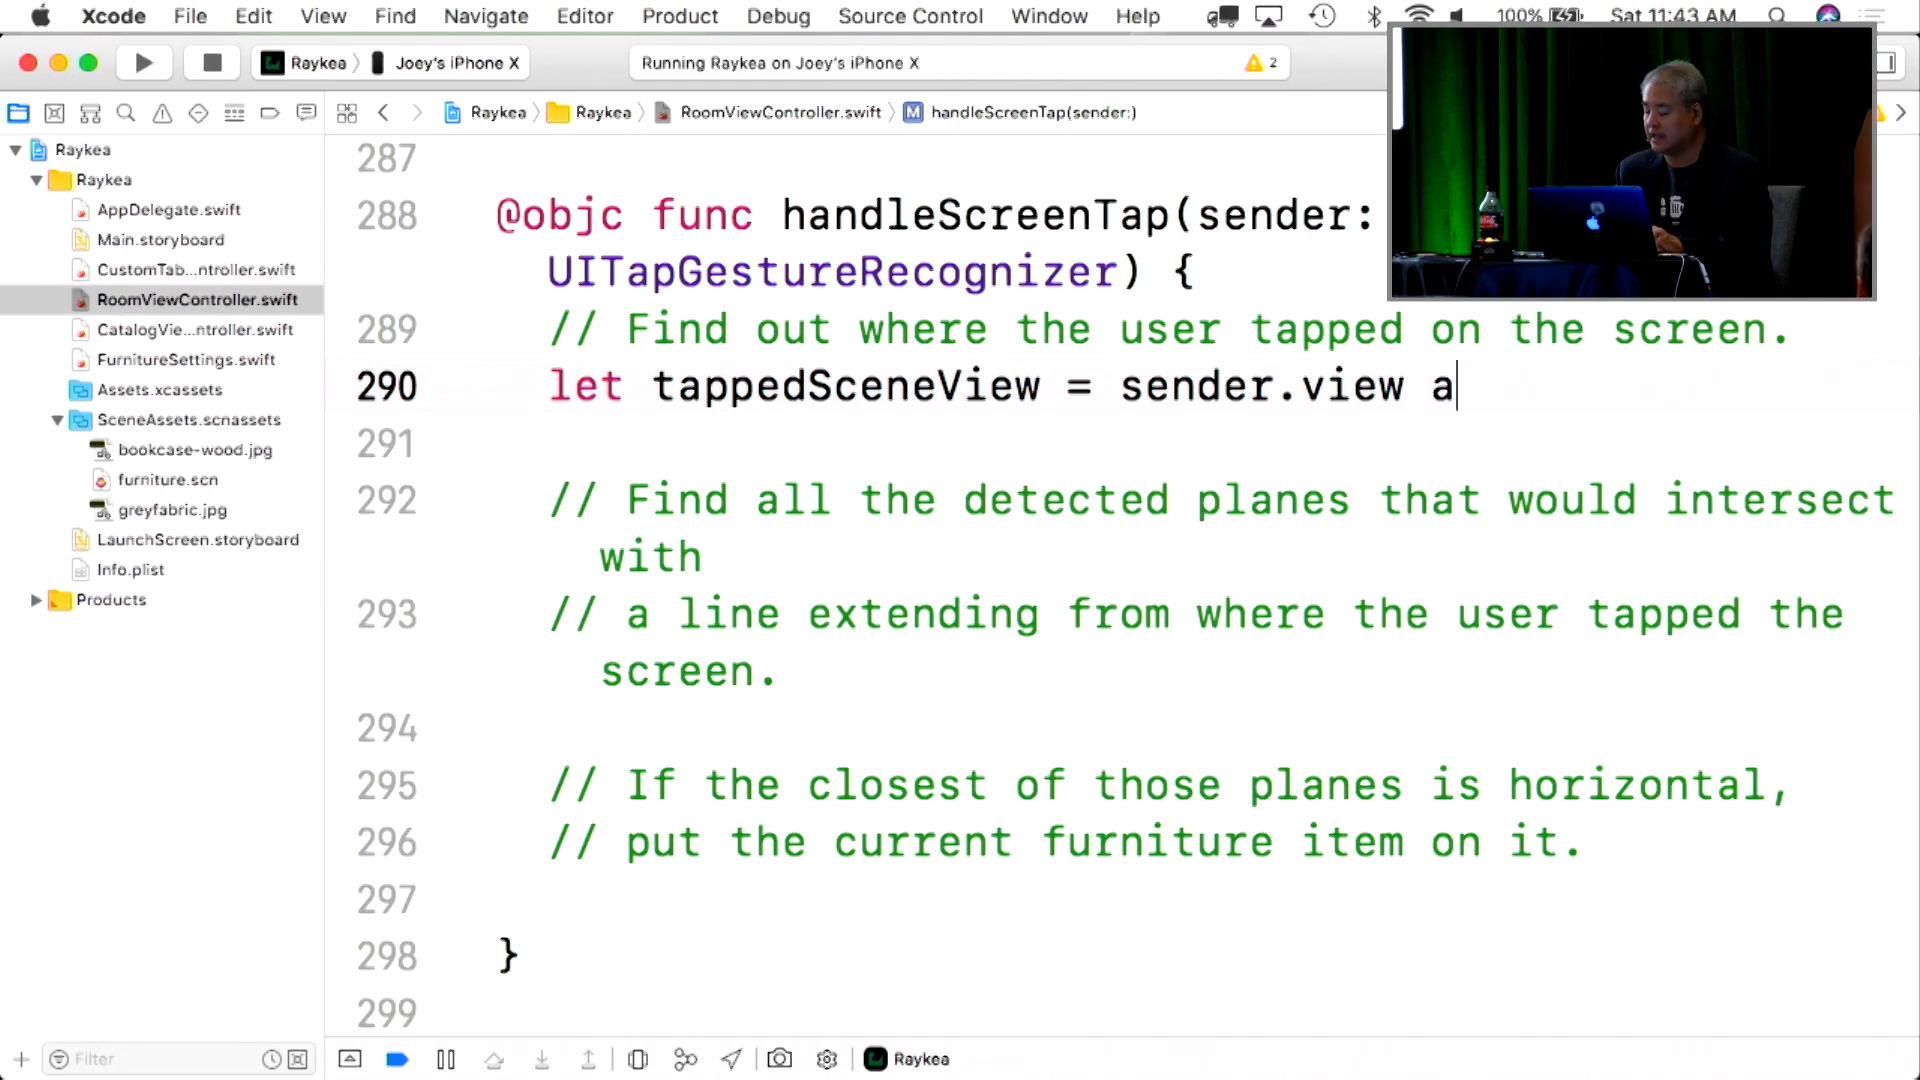 Xcode File Edit View Find Navigate Editor Product Debug Source Control Window Help 100% Sat 11:43 AM
Raykea Joey's iPhone X Running Raykea on Joey's iPhone X 2
Raykea Raykea RoomViewController.swift M handleScreenTap(sender:)
Raykea
Raykea
AppDelegate.swift
Main.storyboard
CustomTab...ntroller.swift
RoomViewController.swift
CatalogVie...ntroller.swift
FurnitureSettings.swift
Assets.xcassets
SceneAssets.scnassets
bookcase-wood.jpg
furniture.scn
greyfabric.jpg
LaunchScreen.storyboard
Info.plist
Products
287
288 @objc func handleScreenTap(sender:
UITapGestureRecognizer) {
289 // Find out where the user tapped on the screen.
290 let tappedSceneView = sender.view a
291
292 // Find all the detected planes that would intersect
with
293 // a line extending from where the user tapped the
screen.
294
295 // If the closest of those planes is horizontal,
296 // put the current furniture item on it.
297
298 }
299
Filter Raykea